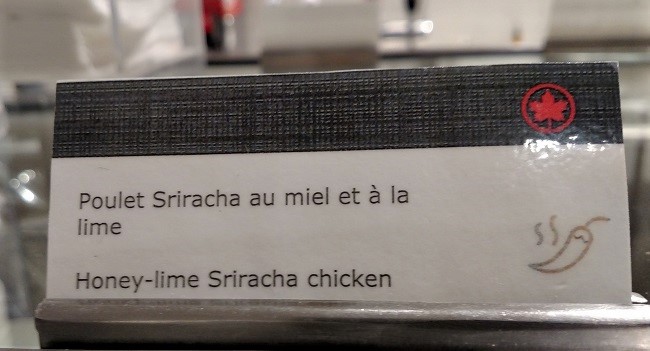 Poulet Sriracha au miel et à la
lime
Honey-lime Sriracha chicken